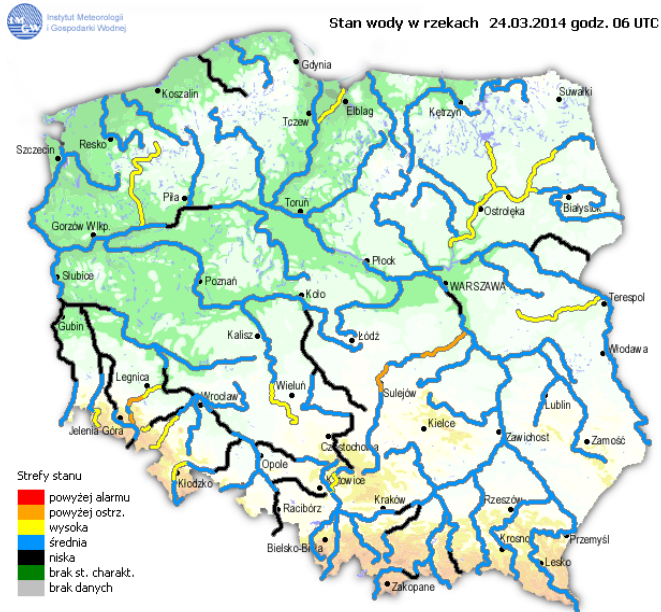 Instytut Meteorologii
i Gospodarki Wodnej
IMGW
Stan wody w rzekach 24.03.2014 godz. 06 UTC
Gdynia
Koszalin
Suwałki
Elbląg
Kętrzyn
Tczew
Resko
Szczecin
Piła
Toruń
Ostrołęka
Białystok
Gorzów Wlkp.
Płock
Słubice
Poznań
WARSZAWA
Koło
Terespol
Gubin
Kalisz
Łódź
Włodawa
Legnica
Wieluń
Sulejów
Wrocław
Lublin
Jelenia Góra
Kielce
Zawichost
Zamość
Częstochowa
Opole
Kłodzko
Katowice
Racibórz
Kraków
Rzeszów
Bielsko-Biała
Krosno
Przemyśl
Lesko
Zakopane
Strefy stanu
powyżej alarmu
powyżej ostrz.
wysoka
średnia
niska
brak st. charakt.
brak danych